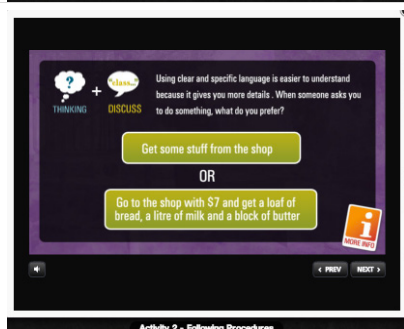 Using clear and specific language is easier to understand
because it gives you more details . When someone asks you
to do something, what do you prefer?
?
+
"class..."
THINKING
DISCUSS
Get some stuff from the shop
OR
Go to the shop with $7 and get a loaf of
bread, a litre of milk and a block of butter
i
MORE INFO
< PREV
NEXT >
Activity 2 - Following Procedures